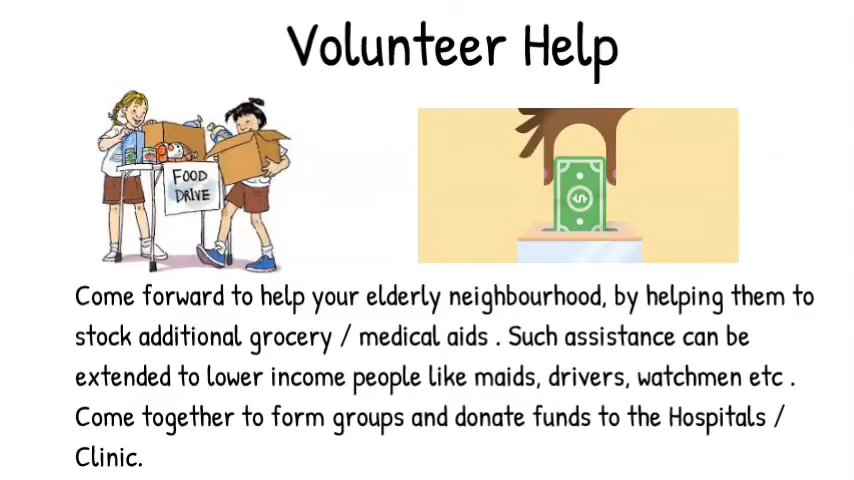 Volunteer Help
FOOD
DRIVE
Come forward to help your elderly neighbourhood, by helping them to
stock additional grocery / medical aids . Such assistance can be
extended to lower income people like maids, drivers, watchmen etc .
Come together to form groups and donate funds to the Hospitals /
Clinic.